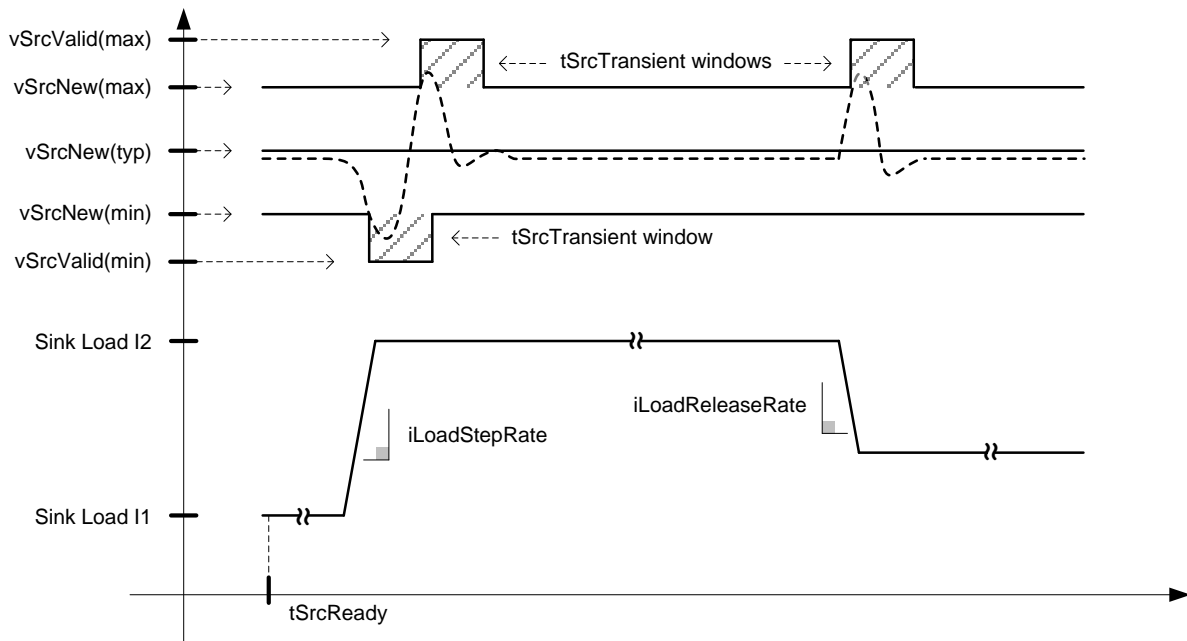 vSrcValid(max)
tSrcTransient windows
vSrcNew(max)
vSrcNew(typ)
vSrcNew(min)
tSrcTransient window
vSrcValid(min)
Sink Load I2
iLoadReleaseRate
iLoadStepRate
Sink Load I1
tSrcReady